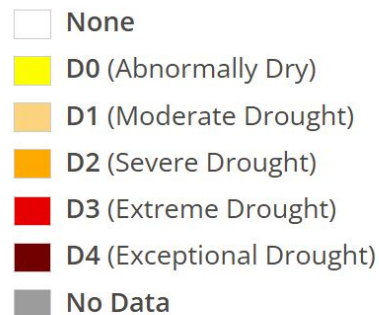 None
D0 (Abnormally Dry)
D1 (Moderate Drought)
D2 (Severe Drought)
D3 (Extreme Drought)
D4 (Exceptional Drought)
No Data